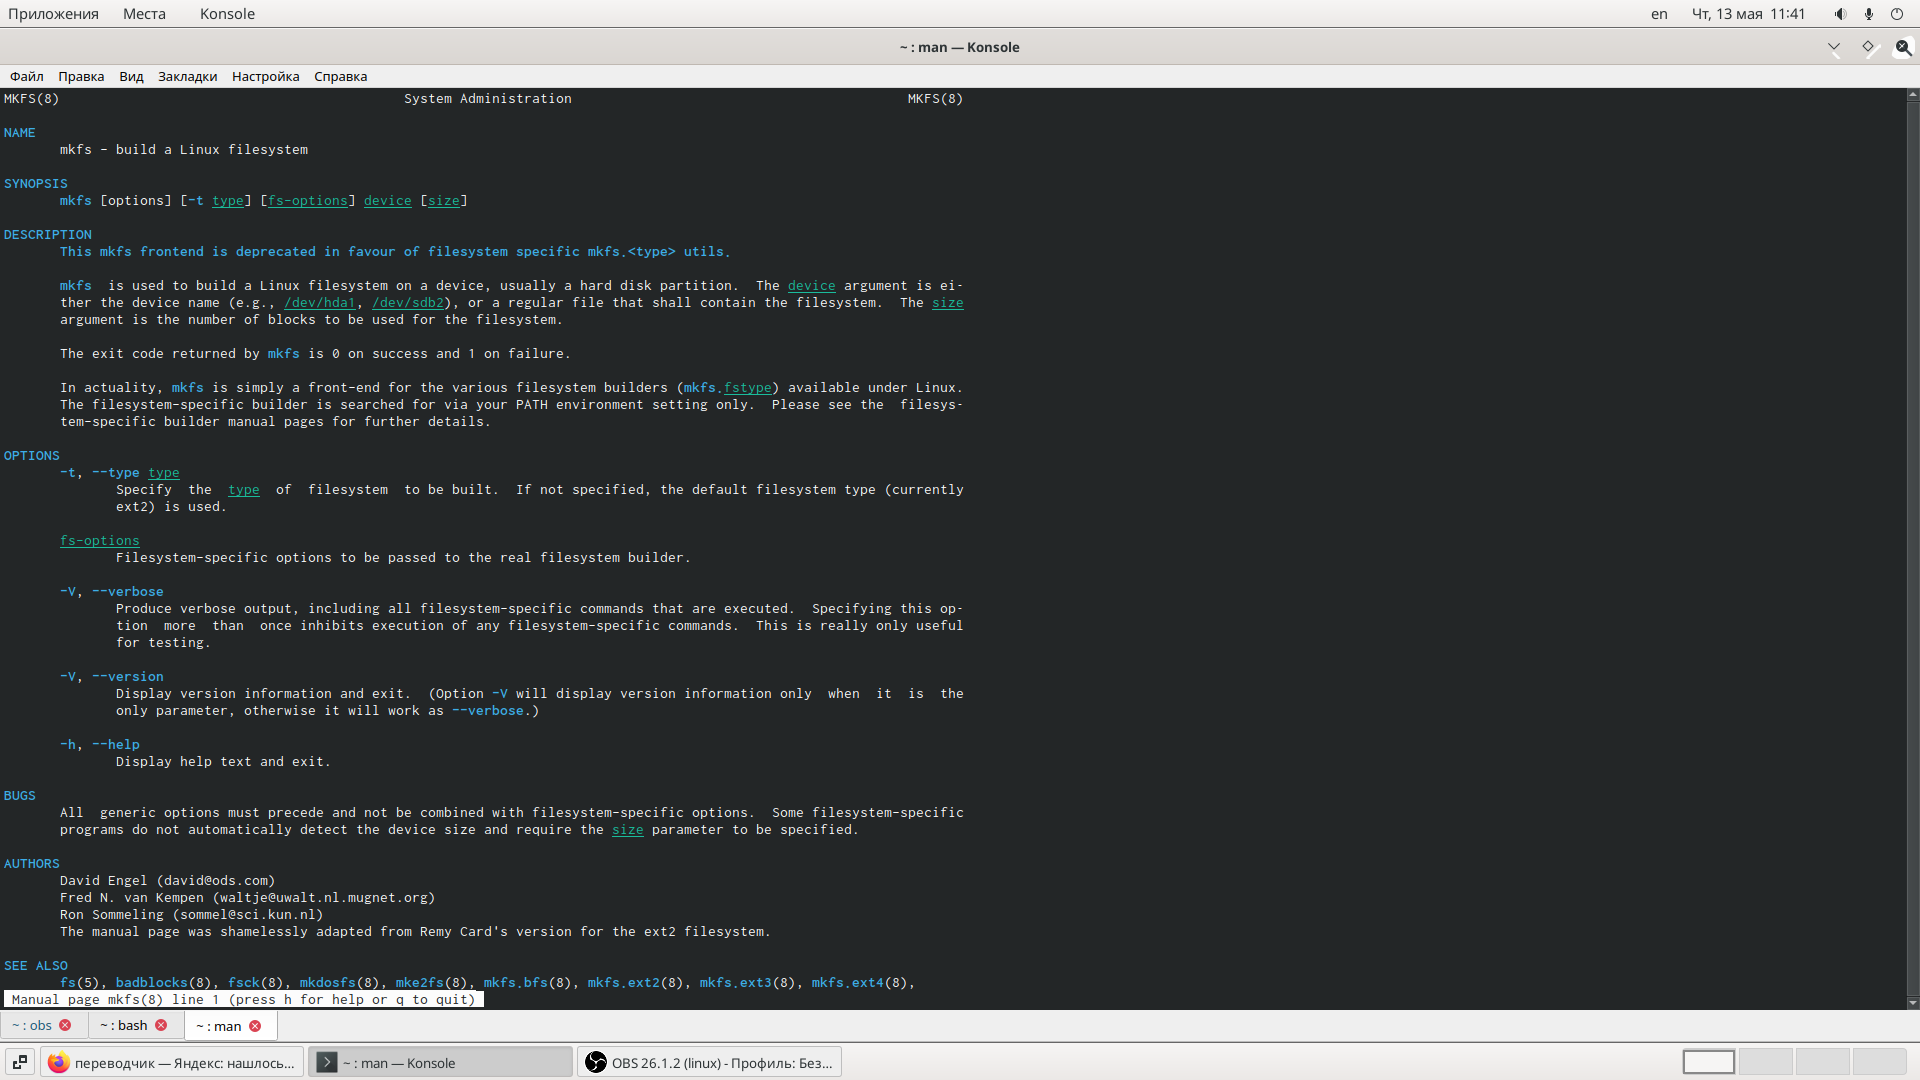 Приложения Места Konsole en Чт, 13 мая 11:41
~ : man — Konsole
Файл Правка Вид Закладки Настройка Справка
MKFS(8) System Administration MKFS(8)
NAME
mkfs - build a Linux filesystem
SYNOPSIS
mkfs [options] [-t type] [fs-options] device [size]
DESCRIPTION
This mkfs frontend is deprecated in favour of filesystem specific mkfs.<type> utils.
mkfs is used to build a Linux filesystem on a device, usually a hard disk partition. The device argument is ei-
ther the device name (e.g., /dev/hda1, /dev/sdb2), or a regular file that shall contain the filesystem. The size
argument is the number of blocks to be used for the filesystem.
The exit code returned by mkfs is 0 on success and 1 on failure.
In actuality, mkfs is simply a front-end for the various filesystem builders (mkfs.fstype) available under Linux.
The filesystem-specific builder is searched for via your PATH environment setting only. Please see the filesys-
tem-specific builder manual pages for further details.
OPTIONS
-t, --type type
Specify the type of filesystem to be built. If not specified, the default filesystem type (currently
ext2) is used.
fs-options
Filesystem-specific options to be passed to the real filesystem builder.
-V, --verbose
Produce verbose output, including all filesystem-specific commands that are executed. Specifying this op-
tion more than once inhibits execution of any filesystem-specific commands. This is really only useful
for testing.
-V, --version
Display version information and exit. (Option -V will display version information only when it is the
only parameter, otherwise it will work as --verbose.)
-h, --help
Display help text and exit.
BUGS
All generic options must precede and not be combined with filesystem-specific options. Some filesystem-specific
programs do not automatically detect the device size and require the size parameter to be specified.
AUTHORS
David Engel (david@ods.com)
Fred N. van Kempen (waltje@uwalt.nl.mugnet.org)
Ron Sommeling (sommel@sci.kun.nl)
The manual page was shamelessly adapted from Remy Card's version for the ext2 filesystem.
SEE ALSO
fs(5), badblocks(8), fsck(8), mkdosfs(8), mke2fs(8), mkfs.bfs(8), mkfs.ext2(8), mkfs.ext3(8), mkfs.ext4(8),
Manual page mkfs(8) line 1 (press h for help or q to quit)
~ : obs ~ : bash ~ : man
переводчик — Яндекс: нашлось... ~ : man — Konsole OBS 26.1.2 (linux) - Профиль: Без...